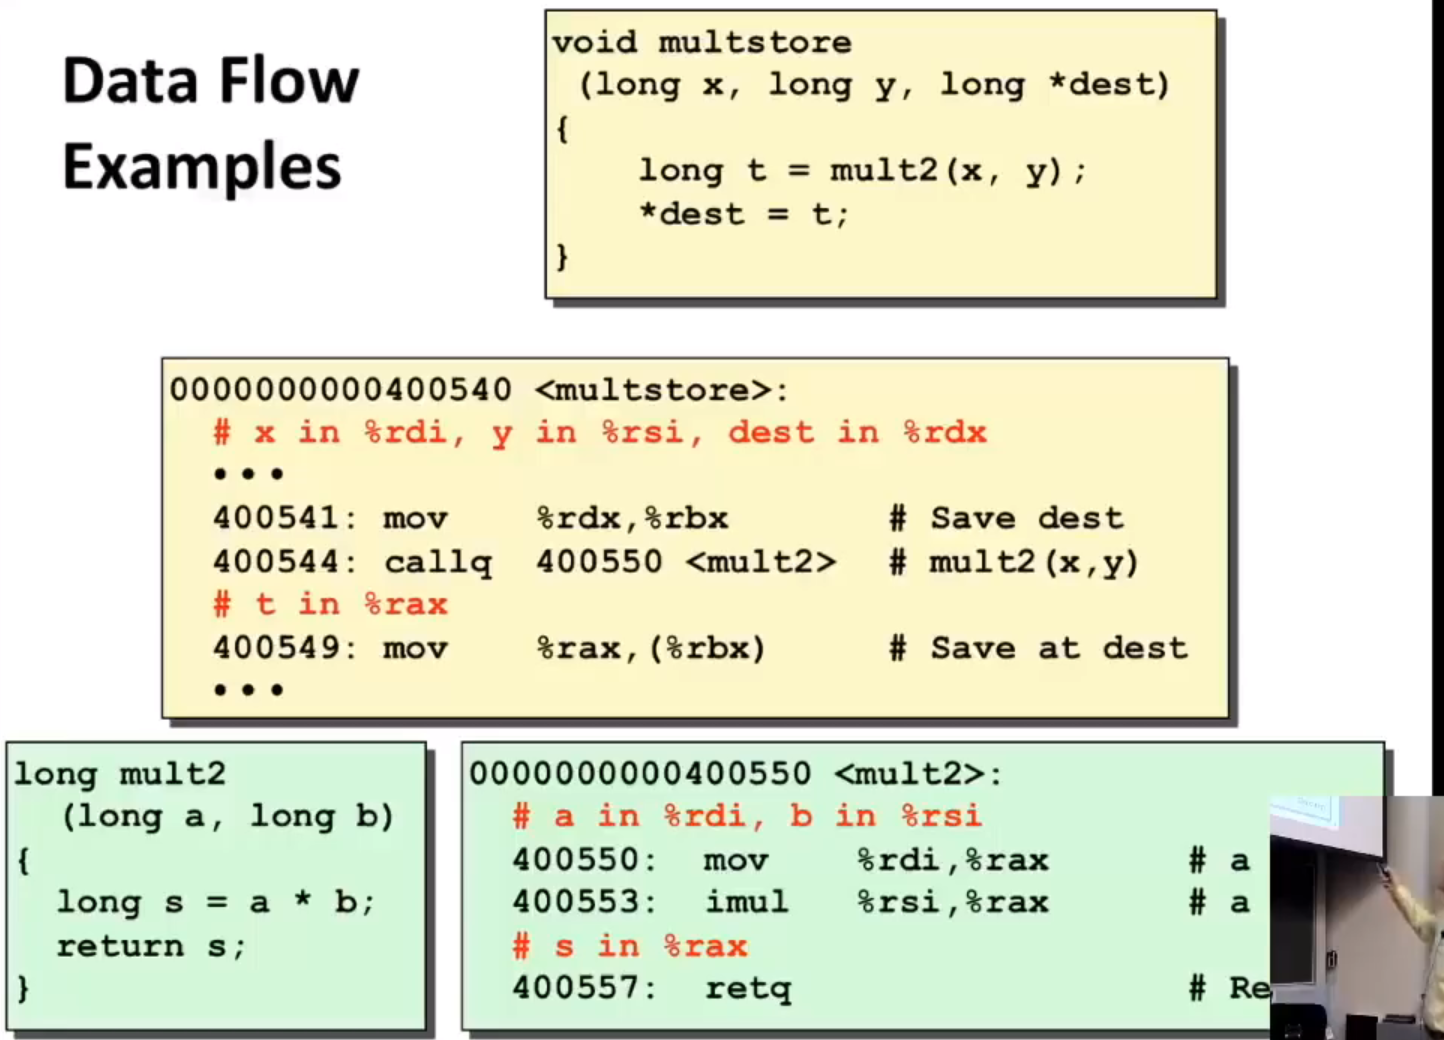 Data Flow
Examples
void multstore
(long x, long y, long *dest)
{
long t = mult2(x, y);
*dest = t;
}
0000000000400540 <multstore>:
# x in %rdi, y in %rsi, dest in %rdx
•••
400541: mov %rdx,%rbx # Save dest
400544: callq 400550 <mult2> # mult2(x,y)
# t in %rax
400549: mov %rax,(%rbx) # Save at dest
•••
long mult2
(long a, long b)
{
long s = a * b;
return s;
}
0000000000400550 <mult2>:
# a in %rdi, b in %rsi
400550: mov %rdi,%rax # a
400553: imul %rsi,%rax # a
# s in %rax
400557: retq # Re